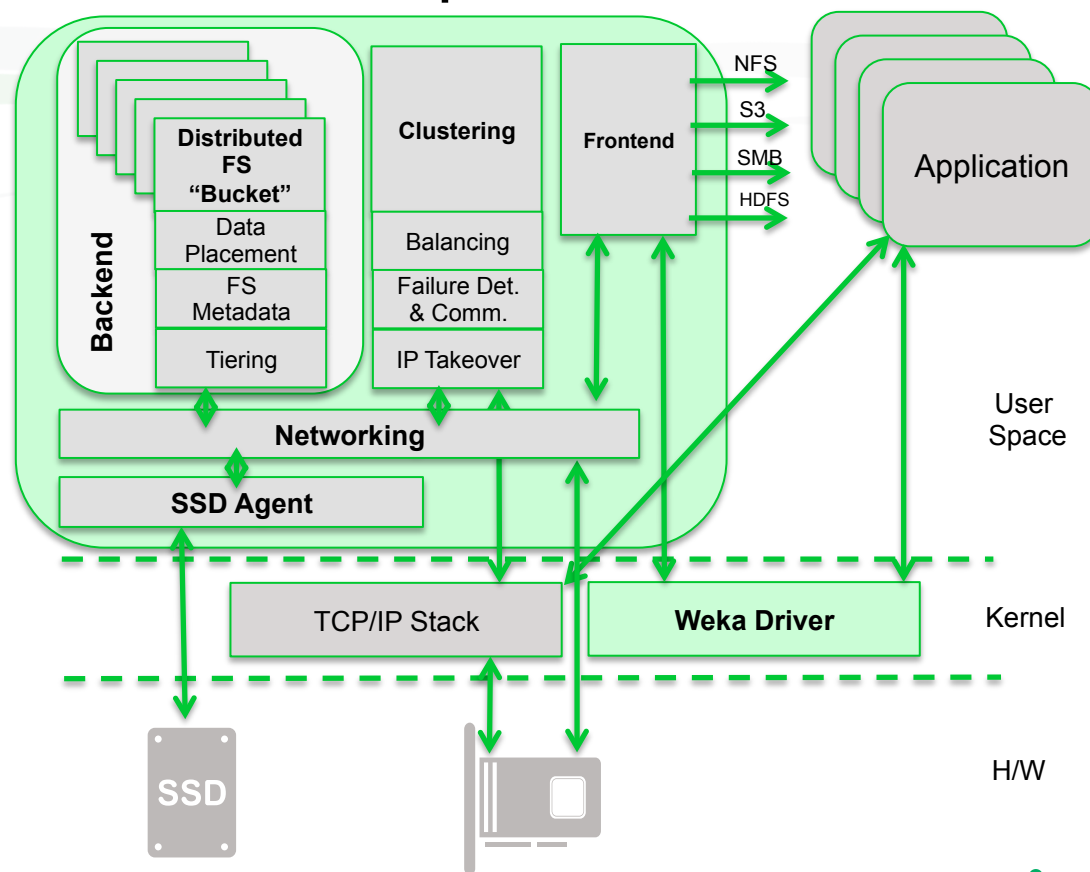 NFS
S3
SMB
HDFS
Distributed
FS
“Bucket”
Data
Placement
FS
Metadata
Tiering
Backend
Clustering
Balancing
Failure Det.
& Comm.
IP Takeover
Frontend
Application
Networking
SSD Agent
User
Space
TCP/IP Stack
Weka Driver
Kernel
SSD
H/W